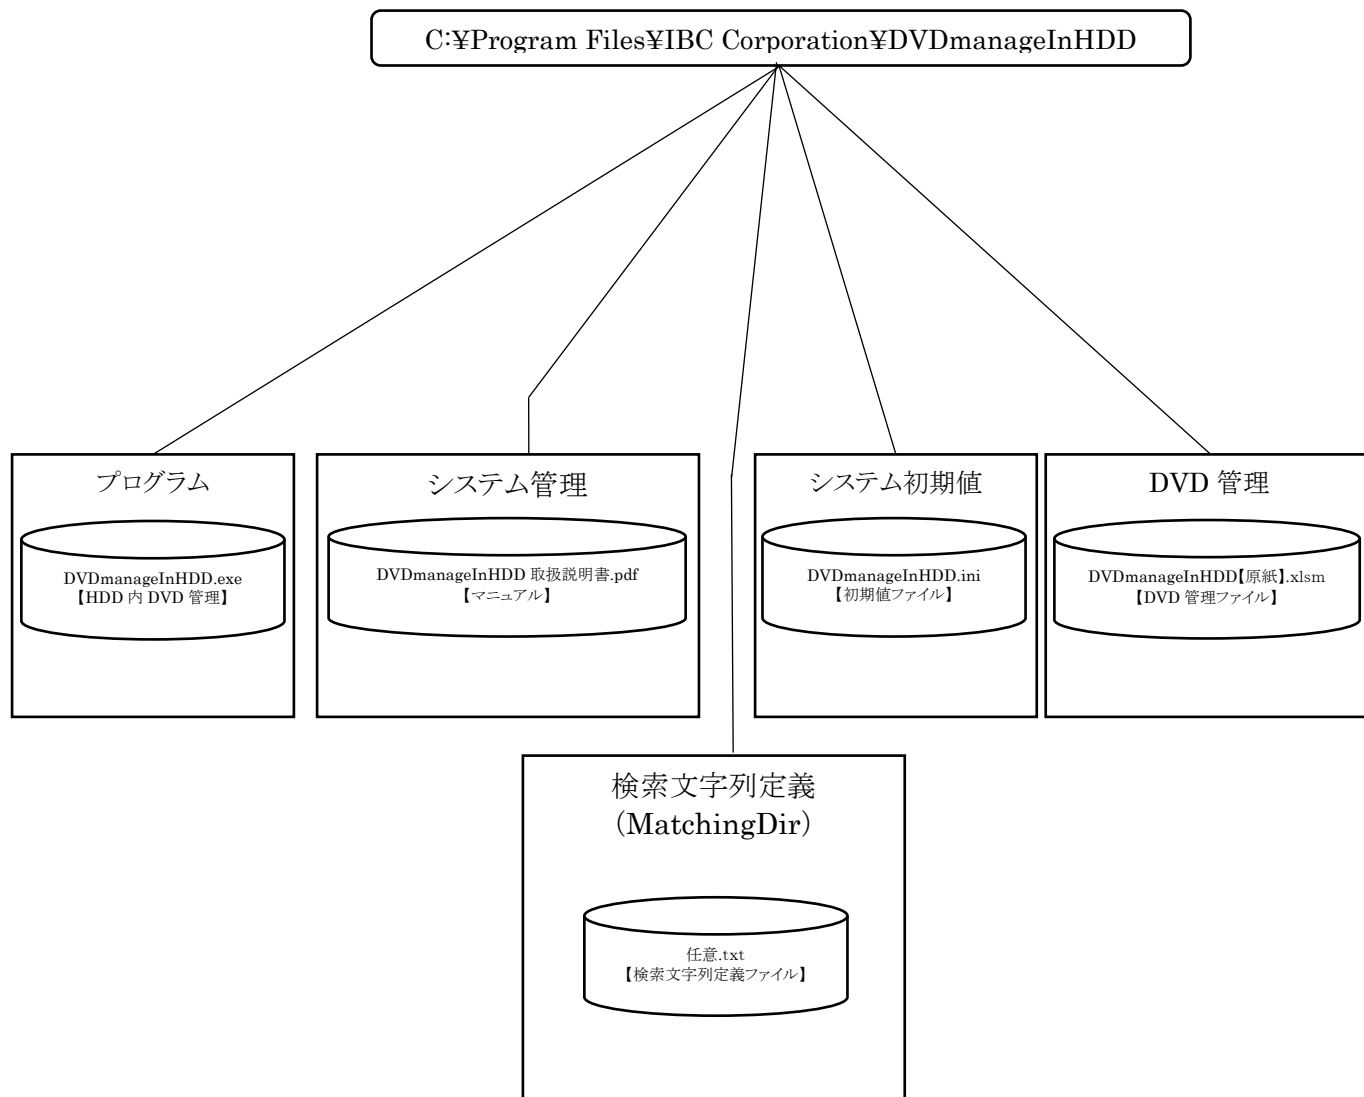 C:¥Program Files¥IBC Corporation¥DVDmanageInHDD
プログラム
DVDmanageInHDD.exe
【HDD 内 DVD 管理】
システム管理
DVDmanageInHDD 取扱説明書.pdf
【マニュアル】
システム初期値
DVDmanageInHDD.ini
【初期値ファイル】
DVD 管理
DVDmanageInHDD【原紙】.xlsm
【DVD 管理ファイル】
検索文字列定義
(MatchingDir)
任意.txt
【検索文字列定義ファイル】